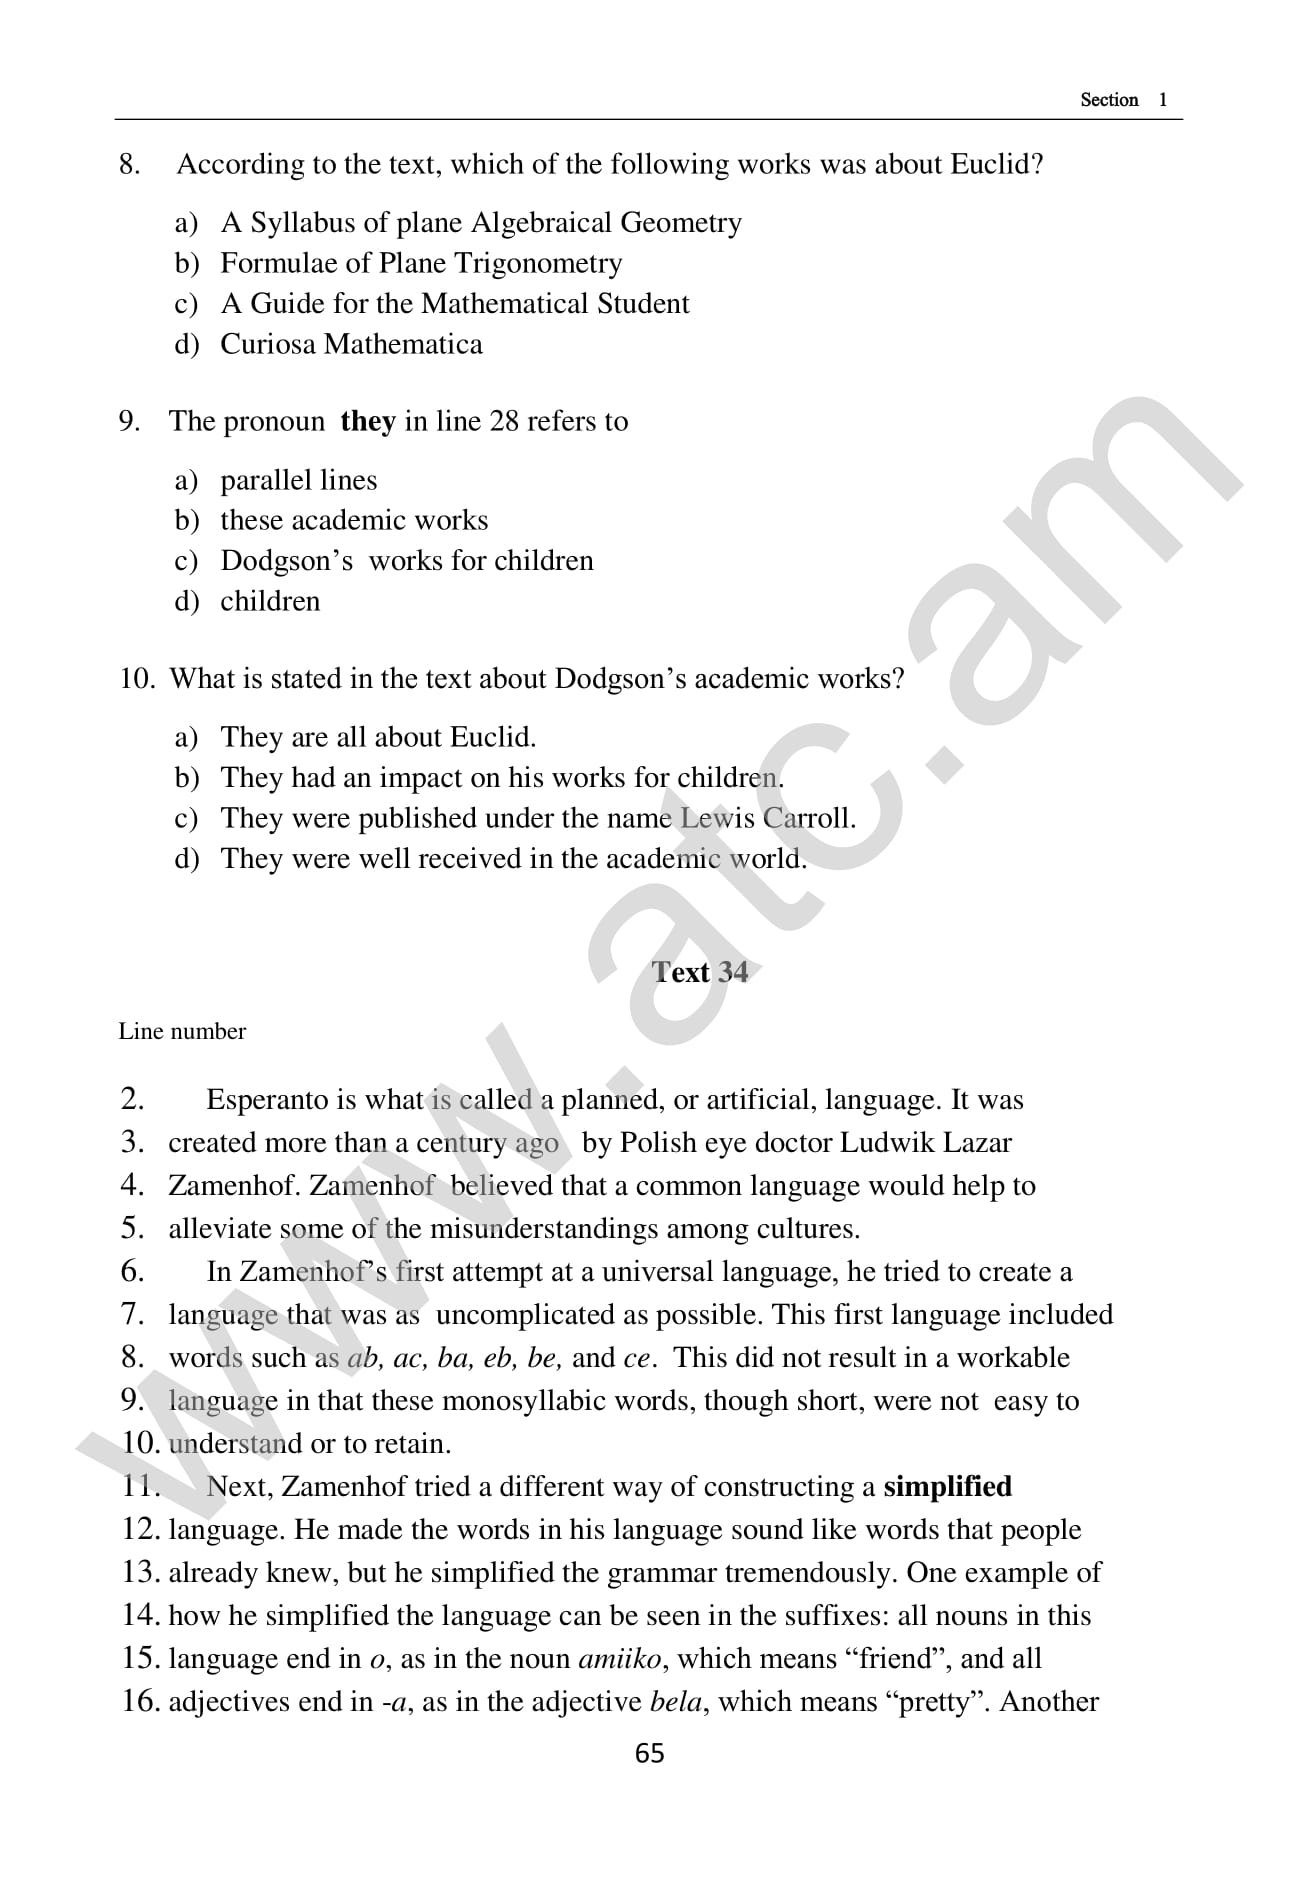 Section 1
8. According to the text, which of the following works was about Euclid?
a) A Syllabus of plane Algebraical Geometry
b) Formulae of Plane Trigonometry
c) A Guide for the Mathematical Student
d) Curiosa Mathematica
9. The pronoun they in line 28 refers to
a) parallel lines
b) these academic works
c) Dodgson’s works for children
d) children
10. What is stated in the text about Dodgson’s academic works?
a) They are all about Euclid.
b) They had an impact on his works for children.
c) They were published under the name Lewis Carroll.
d) They were well received in the academic world.
Text 34
Line number
2. Esperanto is what is called a planned, or artificial, language. It was
3. created more than a century ago by Polish eye doctor Ludwik Lazar
4. Zamenhof. Zamenhof believed that a common language would help to
5. alleviate some of the misunderstandings among cultures.
6. In Zamenhof’s first attempt at a universal language, he tried to create a
7. language that was as uncomplicated as possible. This first language included
8. words such as ab, ac, ba, eb, be, and ce. This did not result in a workable
9. language in that these monosyllabic words, though short, were not easy to
10. understand or to retain.
11. Next, Zamenhof tried a different way of constructing a simplified
12. language. He made the words in his language sound like words that people
13. already knew, but he simplified the grammar tremendously. One example of
14. how he simplified the language can be seen in the suffixes: all nouns in this
15. language end in o, as in the noun amiiko, which means “friend”, and all
16. adjectives end in -a, as in the adjective bela, which means “pretty”. Another
65
www.atc.am